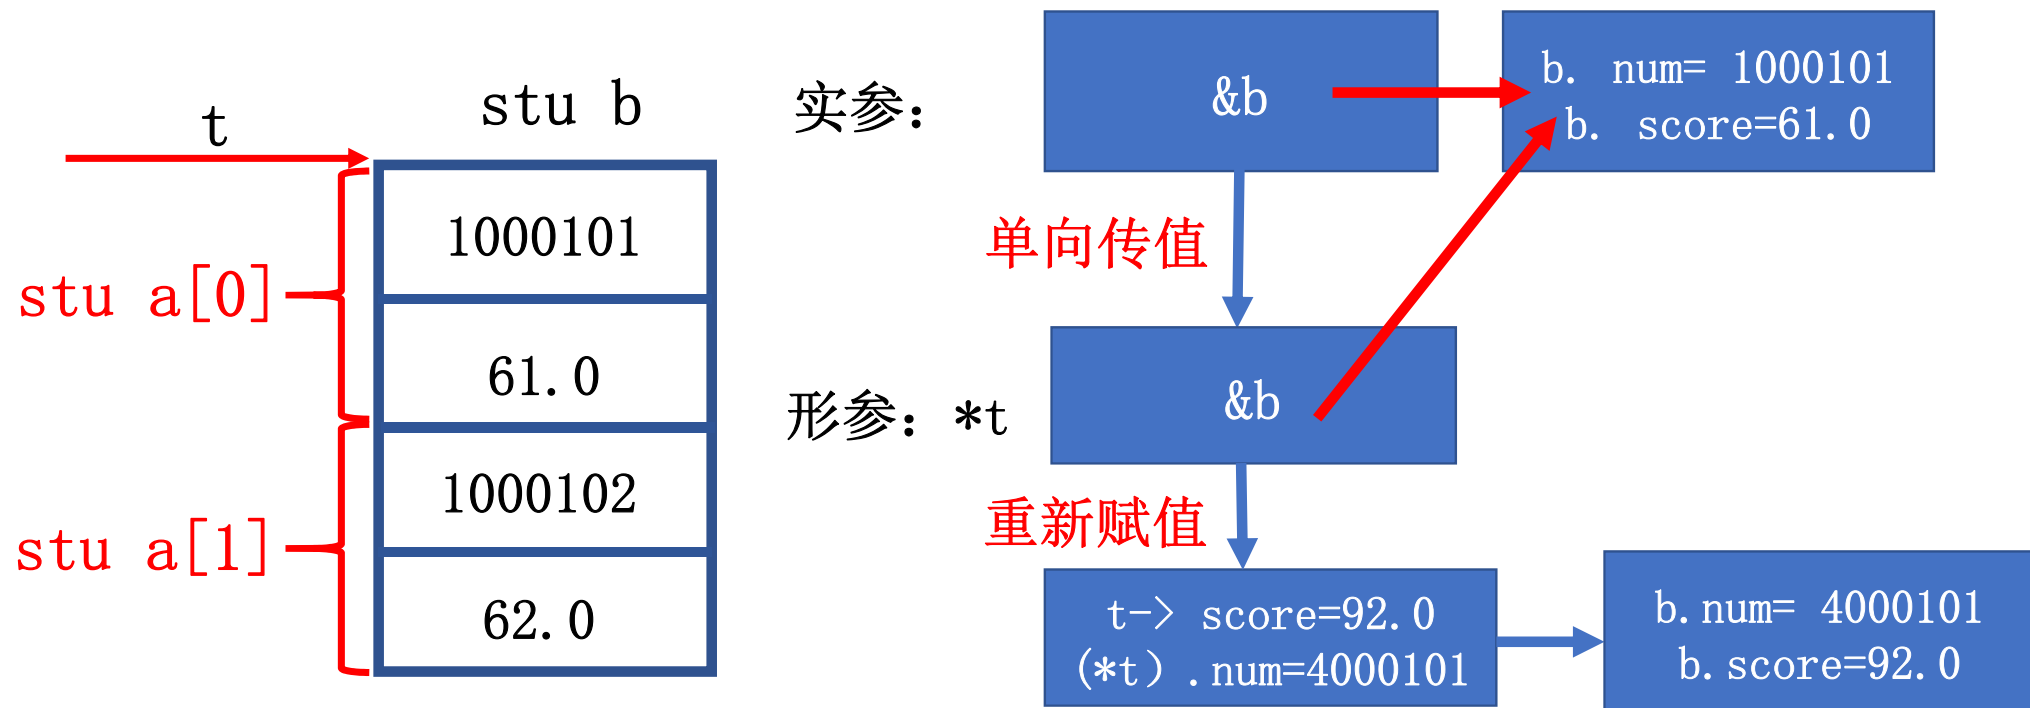 t
stu b
1000101
61.0
1000102
62.0
stu a[0]
stu a[1]
实参：
&b
b. num= 1000101
b. score=61.0
单向传值
形参：*t
&b
重新赋值
t-> score=92.0
(*t）.num=4000101
b.num= 4000101
b.score=92.0